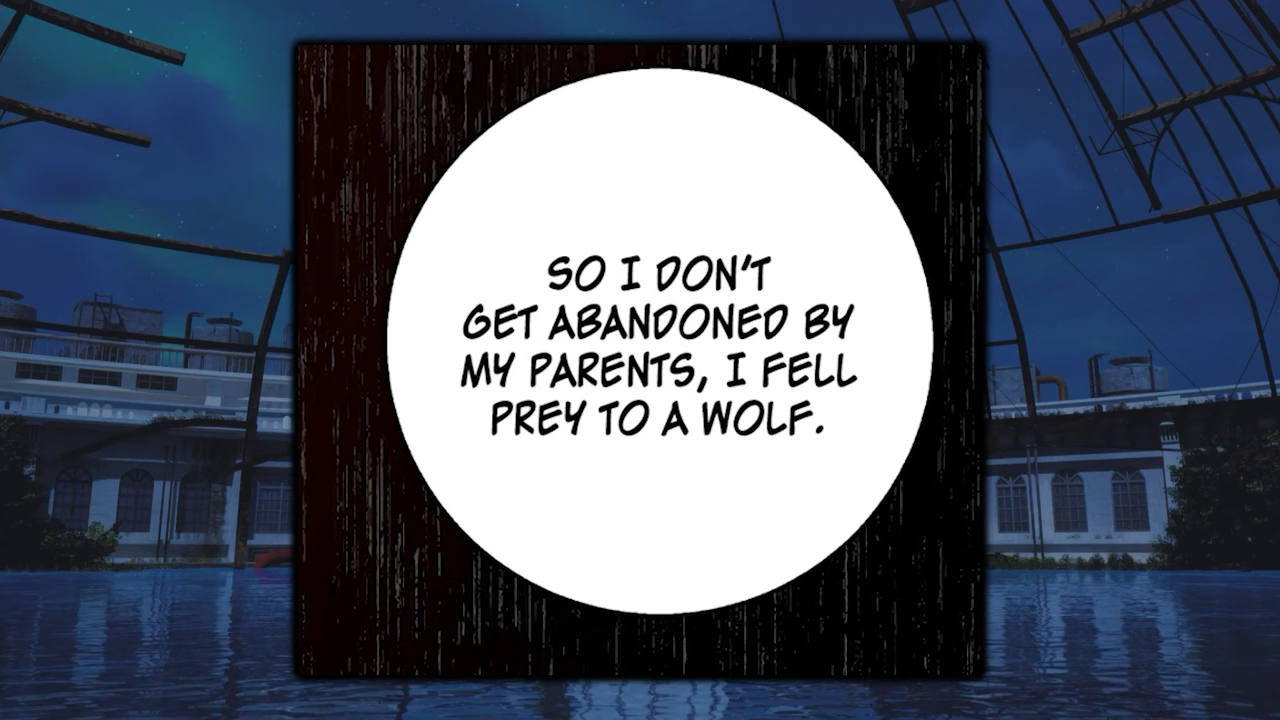 SO I DON'T
GET ABANDONED BY
MY PARENTS, I FELL
PREY TO A WOLF.